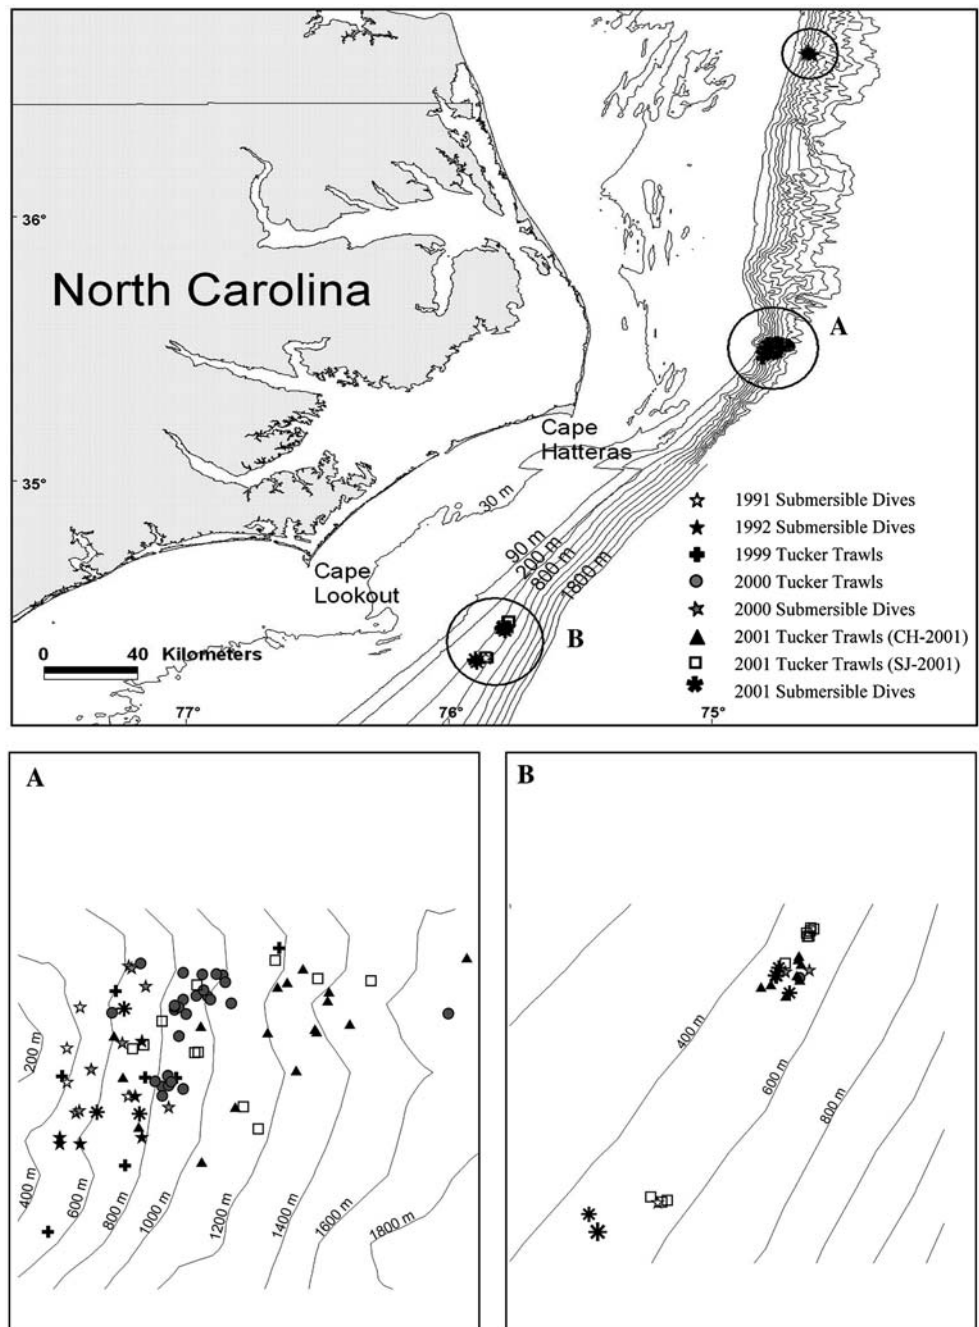 36°
North Carolina
A
Cape
Hatteras
35°
30 m
Cape
Lookout
90 m
200 m
800 m
1800 m
B
1991 Submersible Dives
1992 Submersible Dives
1999 Tucker Trawls
2000 Tucker Trawls
2000 Submersible Dives
2001 Tucker Trawls (CH-2001)
2001 Tucker Trawls (SJ-2001)
2001 Submersible Dives
0 40 Kilometers
77° 76° 75°
A
200 m
400 m
600 m
800 m
1000 m
1200 m
1400 m
1600 m
1800 m
B
400 m
600 m
800 m